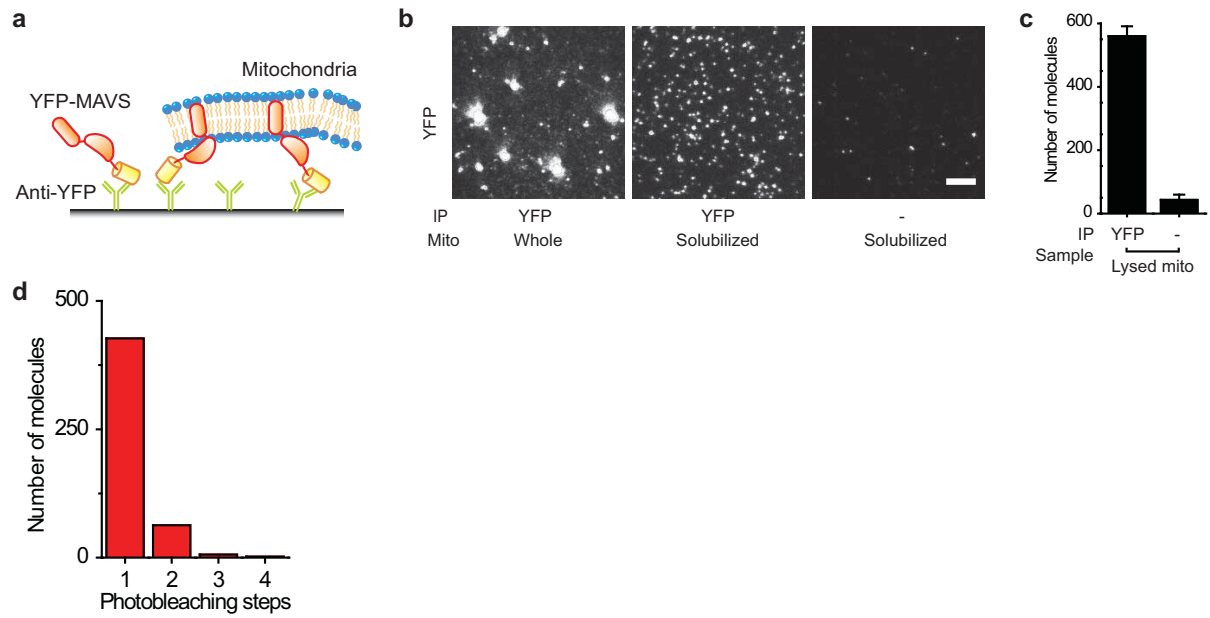 a
Mitochondria
YFP-MAVS
Anti-YFP
b
YFP
IP YFP YFP -
Mito Whole Solubilized Solubilized
c
Number of molecules
600
400
200
0
IP YFP -
Sample
Lysed mito
d
Number of molecules
500
250
0
1 2 3 4
Photobleaching steps